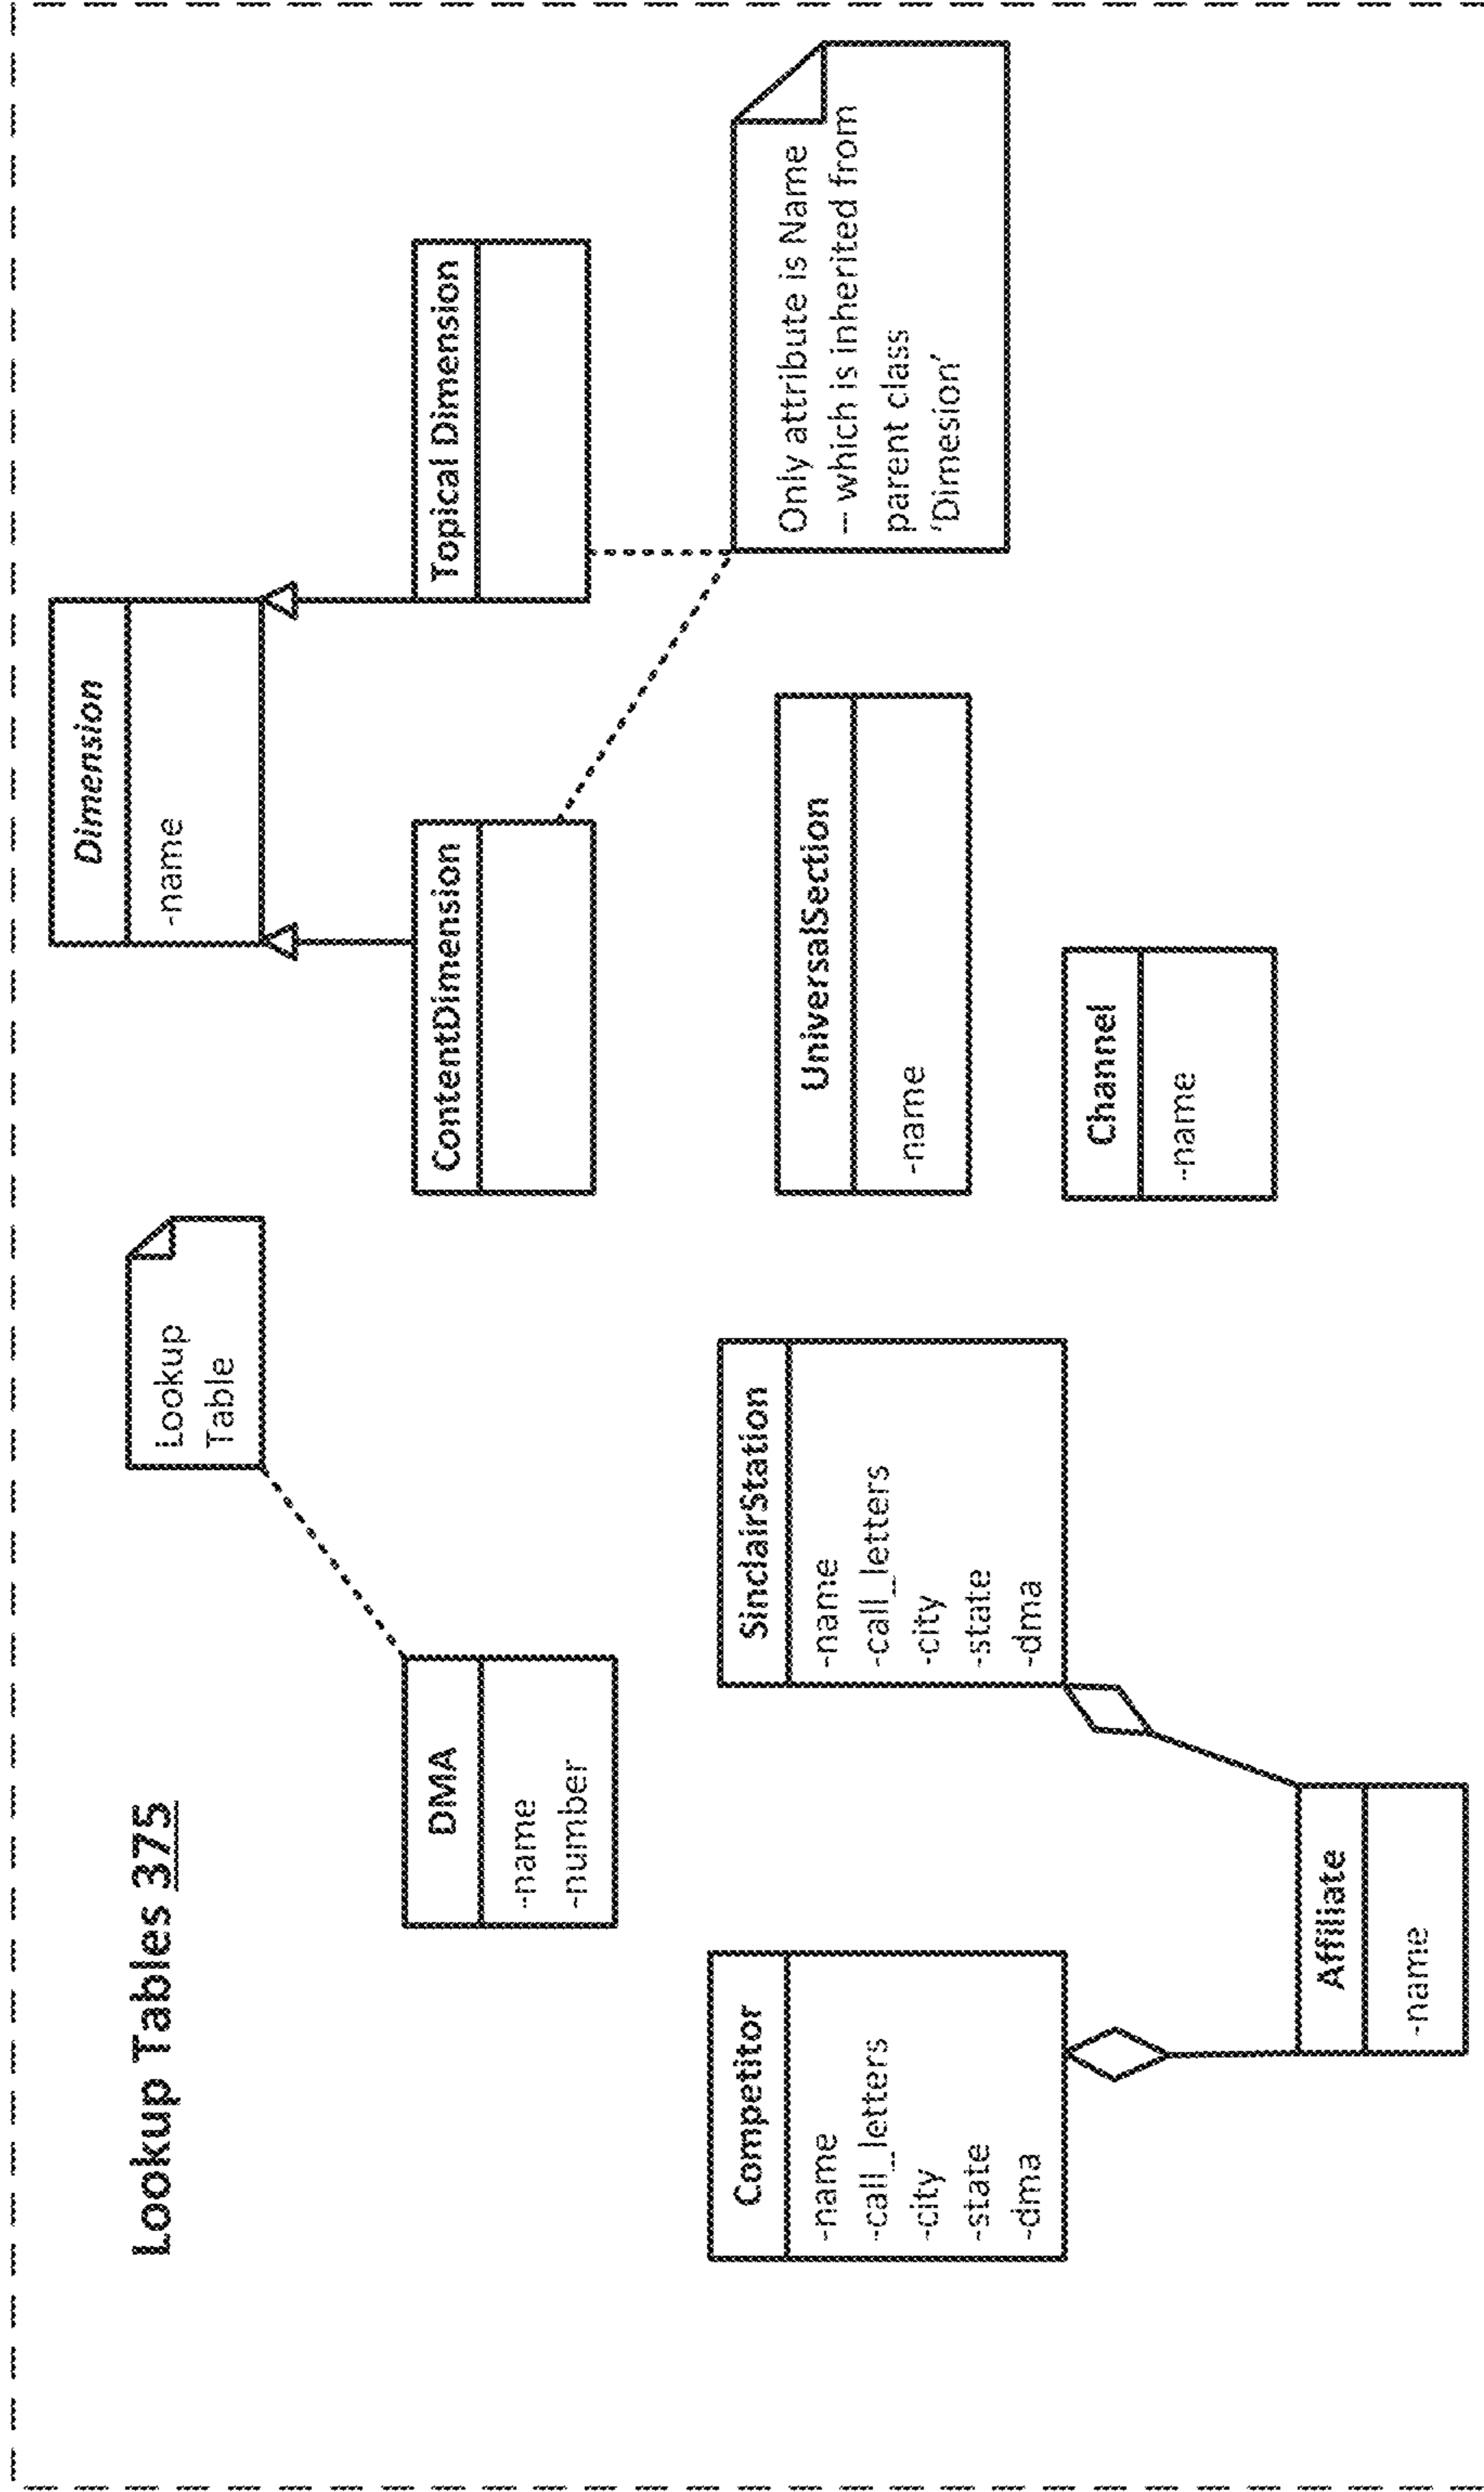 Lookup Tables 375
Lookup
Table
Dimension
-name
DMA
-name
-number
ContentDimension
Topical Dimension
Competitor
-name
-call_letters
-city
-state
-dma
SinclairStation
-name
-call_letters
-city
-state
-dma
UniversalSection
-name
Only attribute is Name
– which is inherited from
parent class
‘Dimesion’
Channel
-name
Affiliate
-name